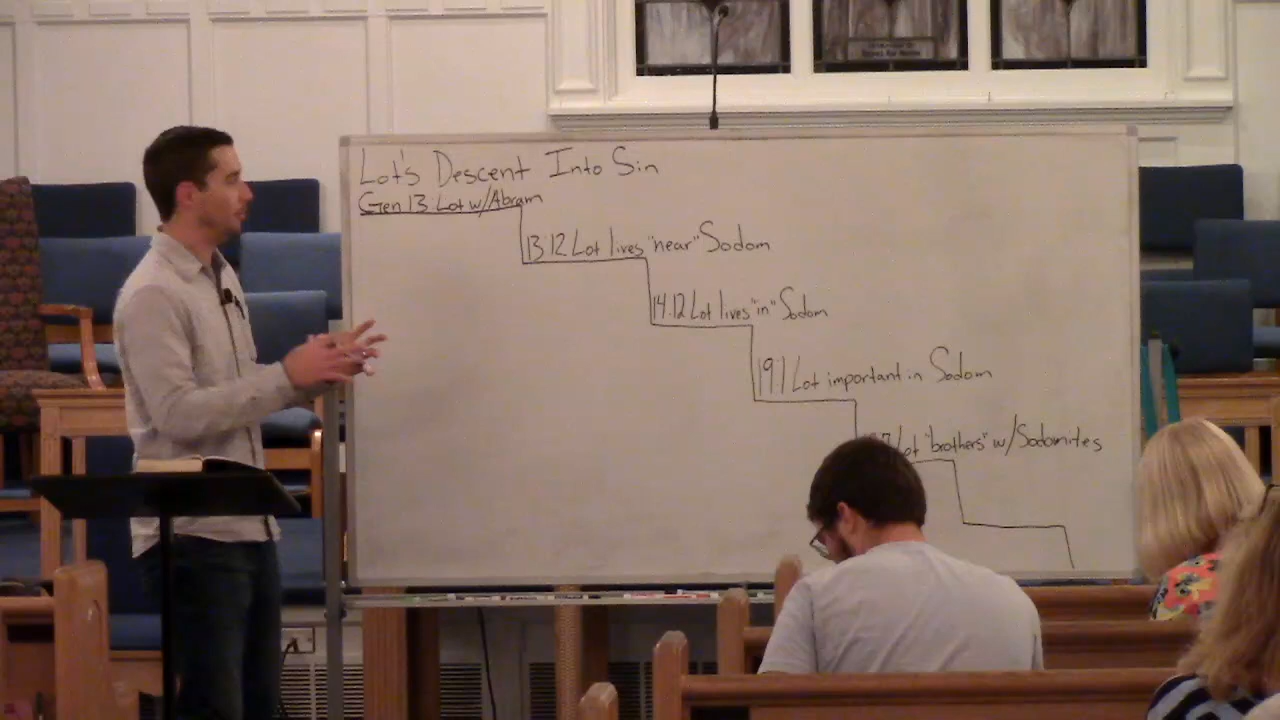 Lot's Descent Into Sin
Gen 13 Lot w/Abram
13:12 Lot lives "near" Sodom
14:12 Lot lives "in" Sodom
19:1 Lot important in Sodom
Lot "brothers" w/Sodomites